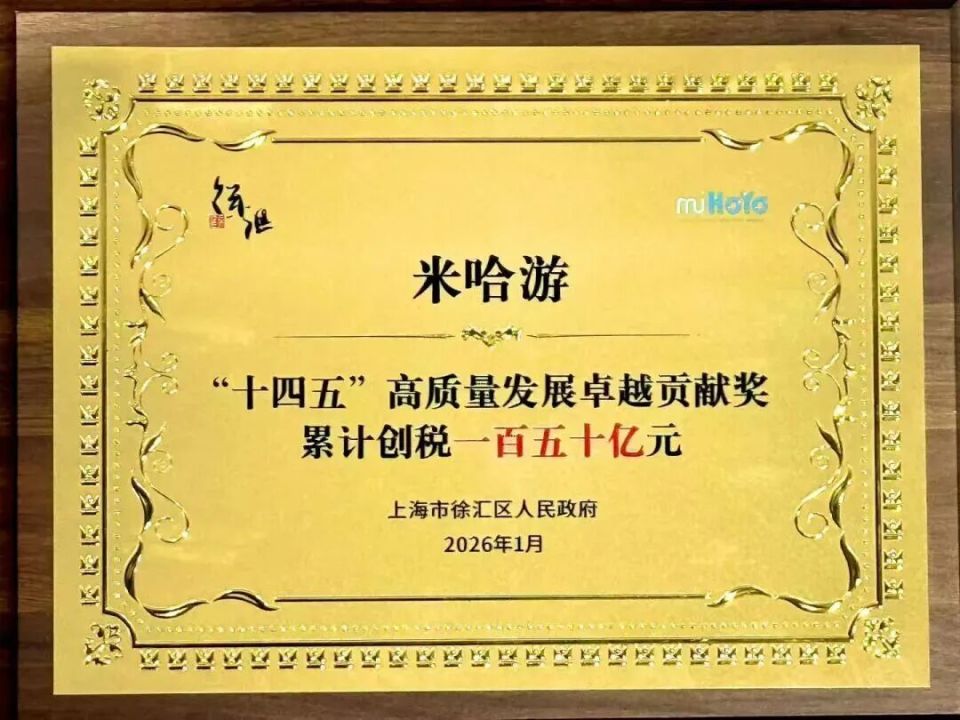 徐汇
miHoYo
米哈游
“十四五”高质量发展卓越贡献奖
累计创税一百五十亿元
上海市徐汇区人民政府
2026年1月